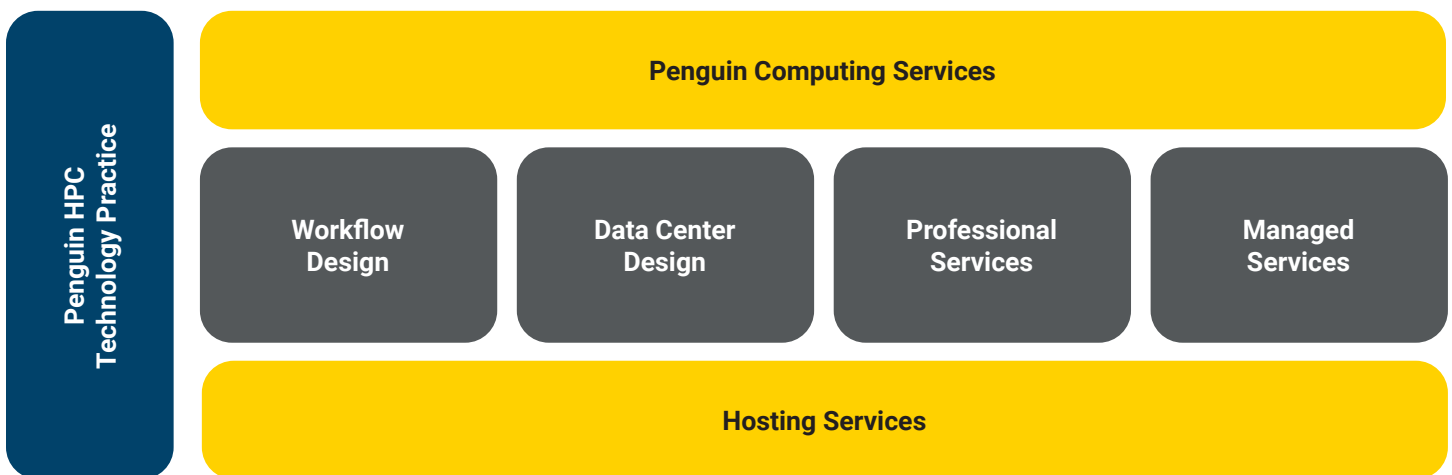 Penguin HPC
Technology Practice
Penguin Computing Services
Workflow
Design
Data Center
Design
Professional
Services
Managed
Services
Hosting Services